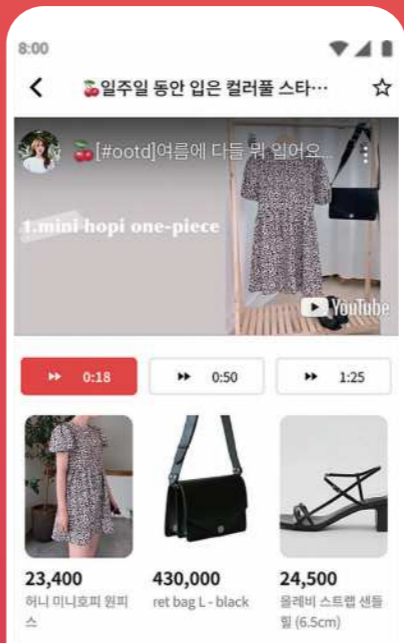 8:00
🍒일주일 동안 입은 컬러풀 스타…
🍒[#ootd]여름에 다들 뭐 입어요...
1.mini hopi one-piece
YouTube
0:18
0:50
1:25
23,400
허니 미니호피 원피
스
430,000
ret bag L - black
24,500
올레비 스트랩 샌들
힐 (6.5cm)